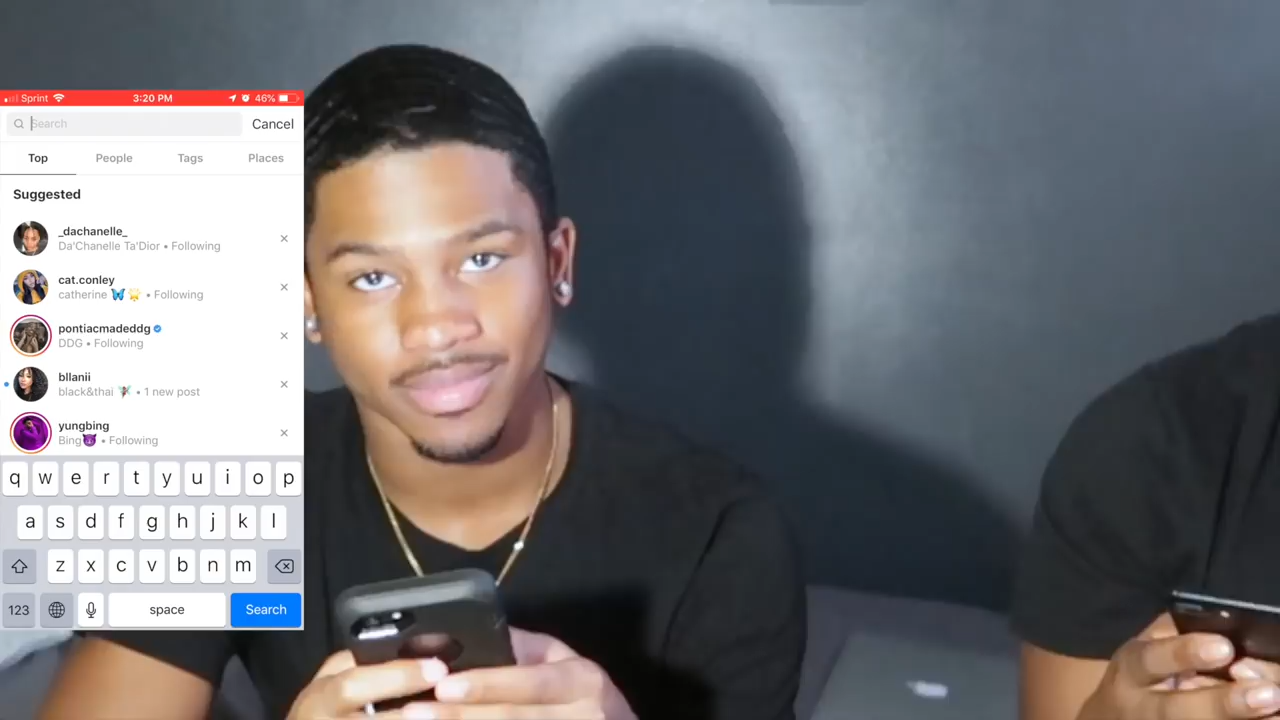 Sprint 3:20 PM 46%
Search Cancel
Top People Tags Places
Suggested
_dachanelle_
Da'Chanelle Ta'Dior • Following
cat.conley
catherine 🦋🌟 • Following
pontiacmadeddg
DDG • Following
bllanii
black&thai 🧚🏽 • 1 new post
yungbing
Bing😈 • Following
q w e r t y u i o p
a s d f g h j k l
z x c v b n m
123 space Search